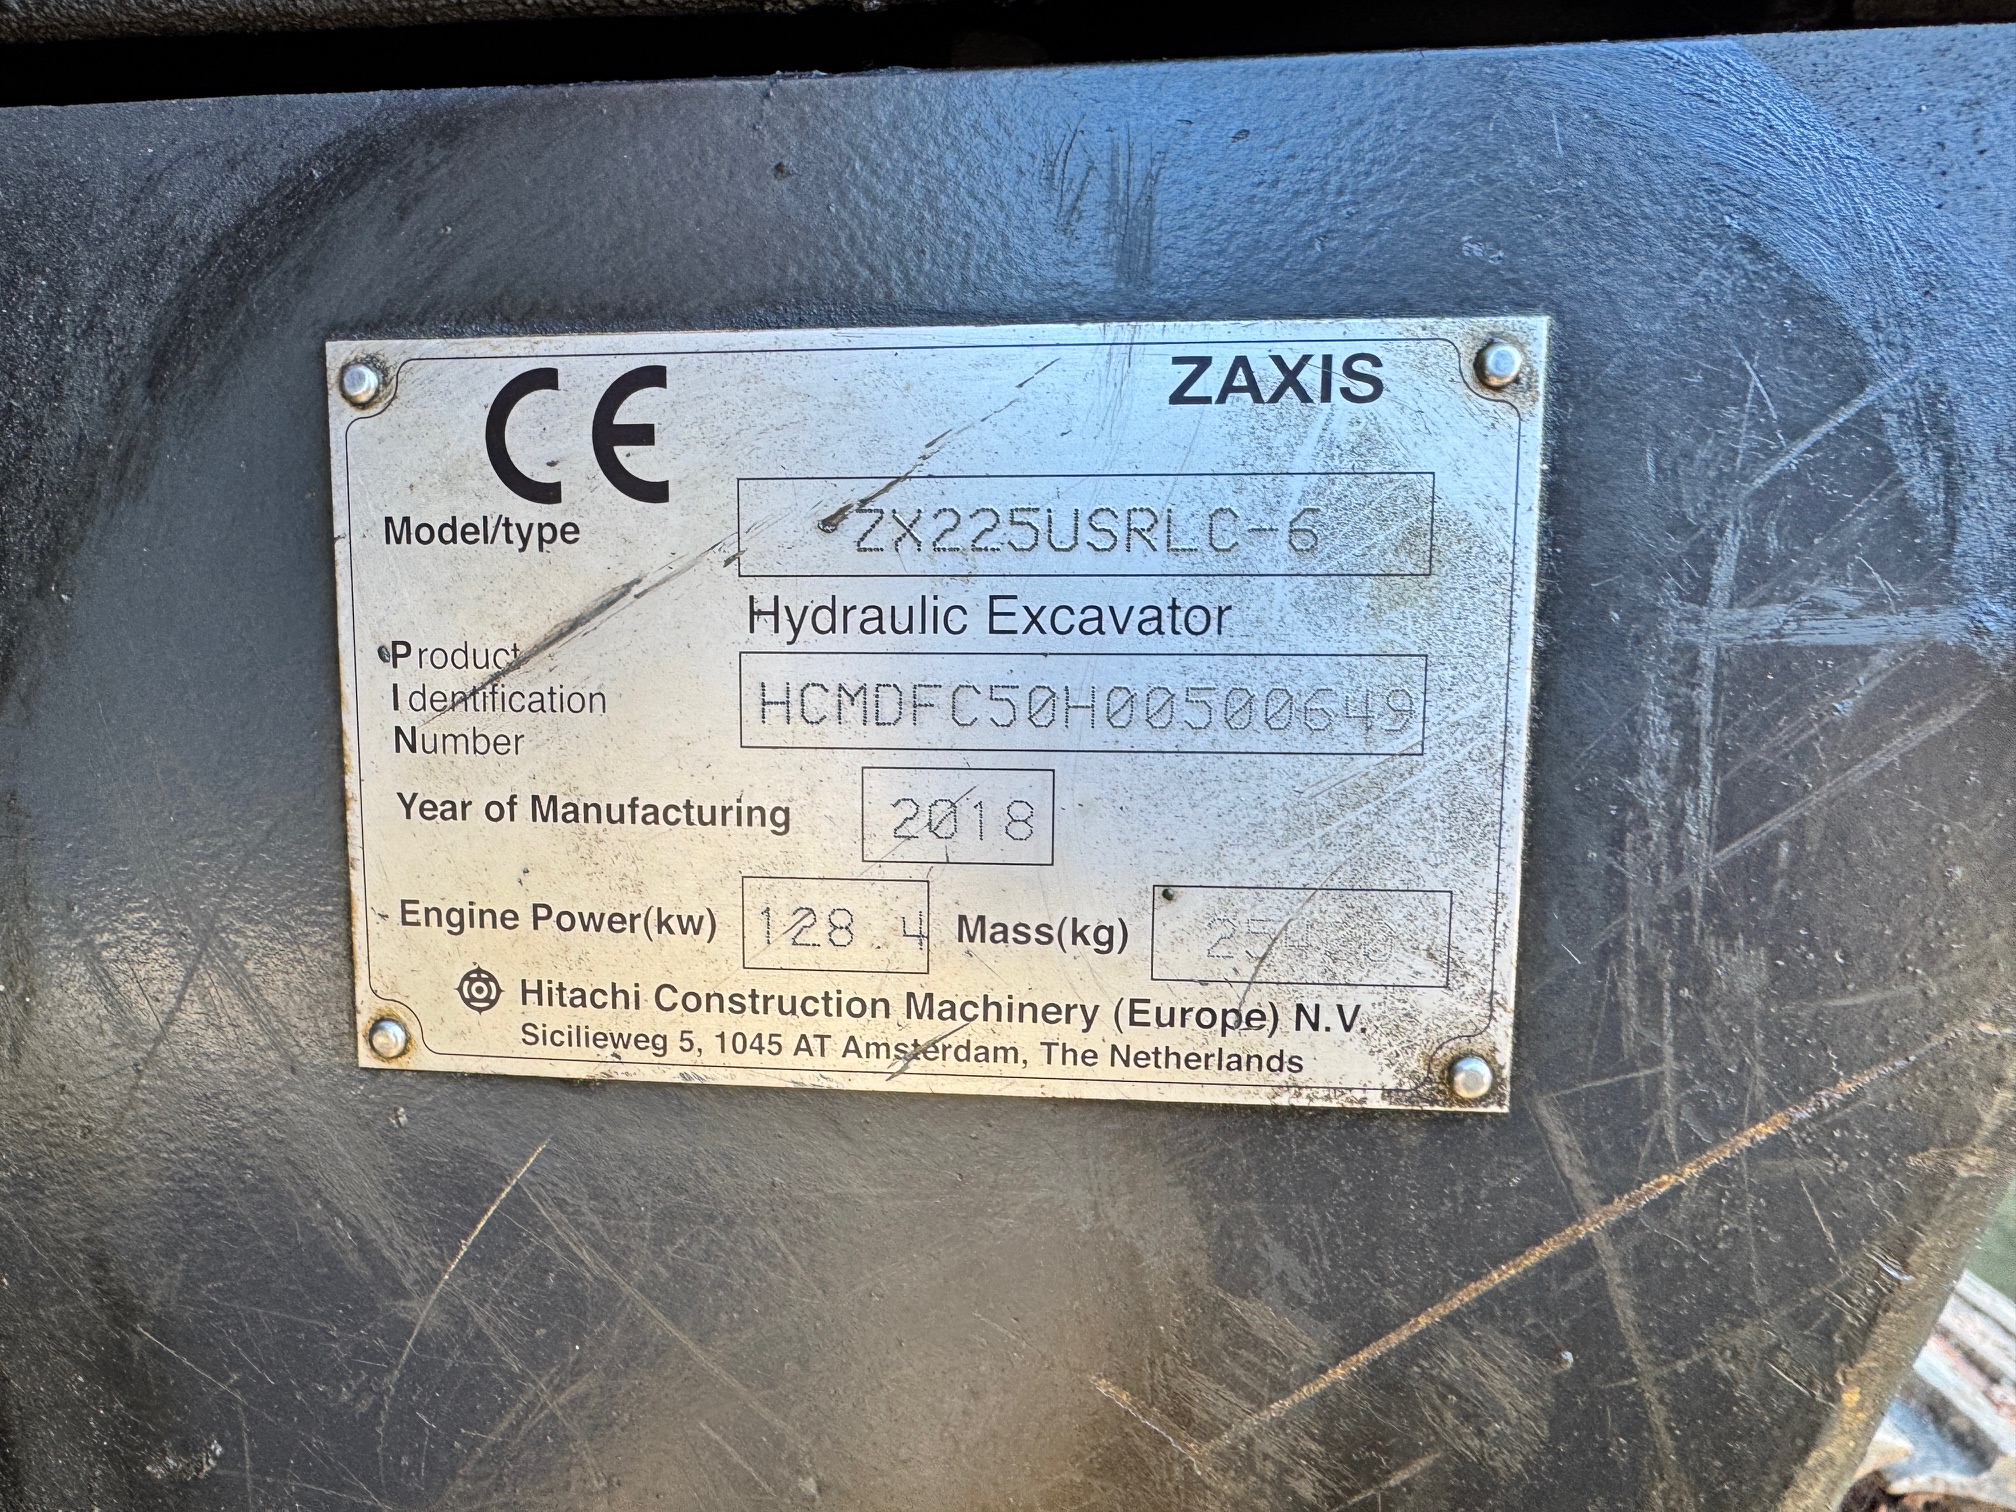 CE ZAXIS
Model/type ZX225USRLC-6
Hydraulic Excavator
Product
Identification HCMDFC50H00500649
Number
Year of Manufacturing 2018
Engine Power(kw) 128.4 Mass(kg)
Hitachi Construction Machinery (Europe) N.V.
Sicilieweg 5, 1045 AT Amsterdam, The Netherlands